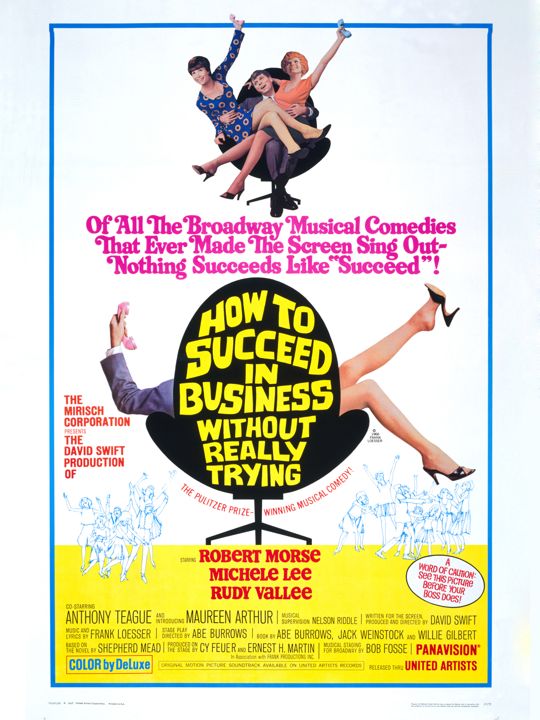 Of All The Broadway Musical Comedies
That Ever Made The Screen Sing Out-
Nothing Succeeds Like "Succeed"!
HOW TO
SUCCEED
IN
BUSINESS
WITHOUT
REALLY
TRYING
© 1966 FRANK LOESSER
THE
MIRISCH
CORPORATION
PRESENTS
THE
DAVID SWIFT
PRODUCTION
OF
THE PULITZER PRIZE-WINNING MUSICAL COMEDY!
STARRING ROBERT MORSE
MICHELE LEE
RUDY VALLEE
A
WORD OF CAUTION:
SEE THIS PICTURE
BEFORE YOUR
BOSS DOES!
CO-STARRING ANTHONY TEAGUE AND INTRODUCING MAUREEN ARTHUR | MUSICAL SUPERVISION NELSON RIDDLE | WRITTEN FOR THE SCREEN, PRODUCED AND DIRECTED BY DAVID SWIFT
MUSIC AND LYRICS BY FRANK LOESSER | STAGE PLAY DIRECTED BY ABE BURROWS | BOOK BY ABE BURROWS, JACK WEINSTOCK and WILLIE GILBERT
BASED ON THE NOVEL BY SHEPHERD MEAD | PRODUCED ON THE STAGE BY CY FEUER and ERNEST H. MARTIN | MUSICAL STAGING FOR BROADWAY BY BOB FOSSE | PANAVISION®
In Association with FRANK PRODUCTIONS INC.
COLOR by DeLuxe ORIGINAL MOTION PICTURE SOUNDTRACK AVAILABLE ON UNITED ARTISTS RECORDS RELEASED THRU UNITED ARTISTS